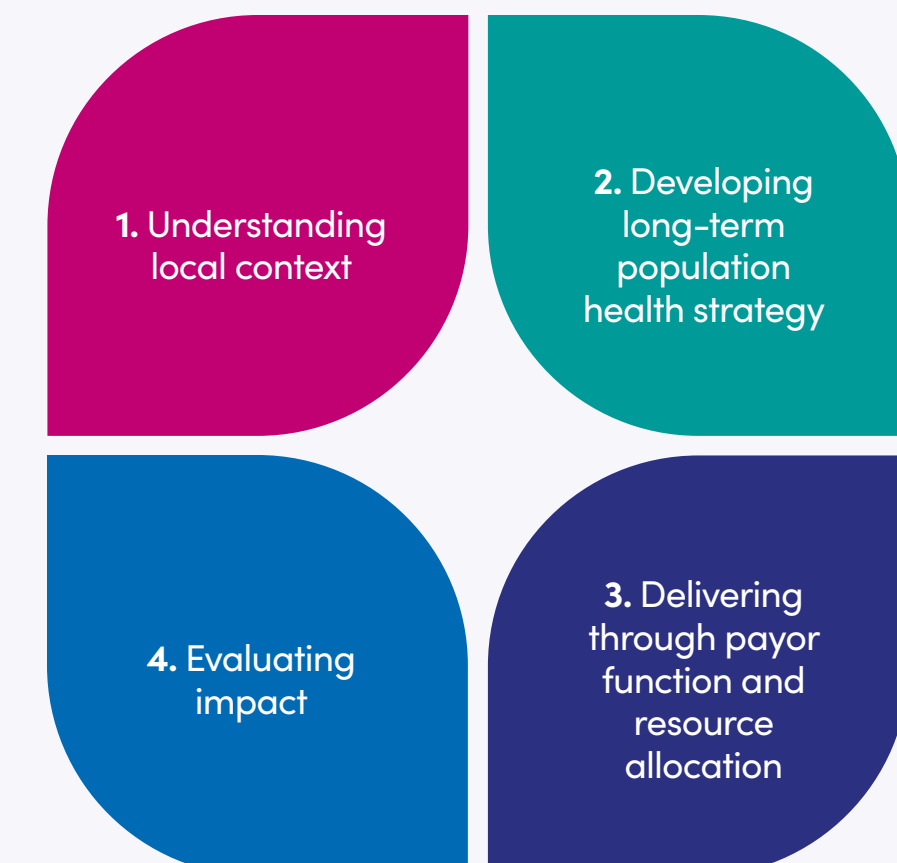 1. Understanding
local context
2. Developing
long-term
population
health strategy
3. Delivering
through payor
function and
resource
allocation
4. Evaluating
impact